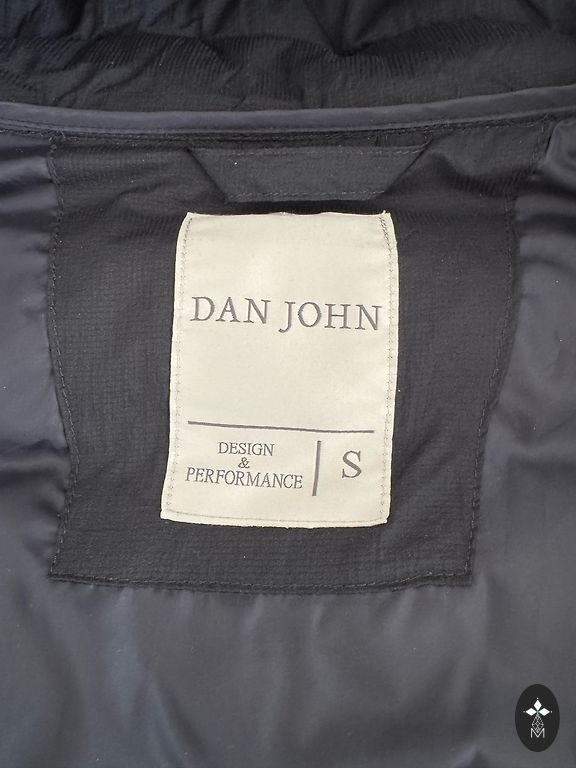 DAN JOHN
DESIGN
&
PERFORMANCE
S
M